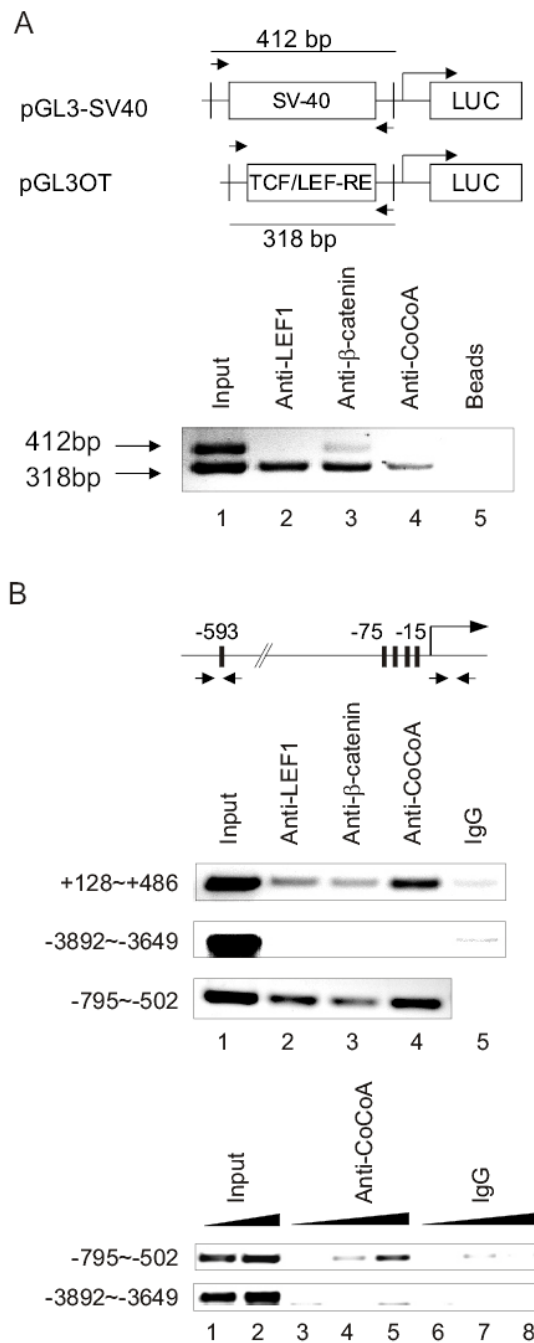 A
412 bp
pGL3-SV40
SV-40
LUC
pGL3OT
TCF/LEF-RE
LUC
318 bp
Input
Anti-LEF1
Anti-β-catenin
Anti-CoCoA
Beads
412bp
318bp
1 2 3 4 5
B
-593 -75 -15
Input
Anti-LEF1
Anti-β-catenin
Anti-CoCoA
IgG
+128~+486
-3892~-3649
-795~-502
1 2 3 4 5
Input
Anti-CoCoA
IgG
-795~-502
-3892~-3649
1 2 3 4 5 6 7 8